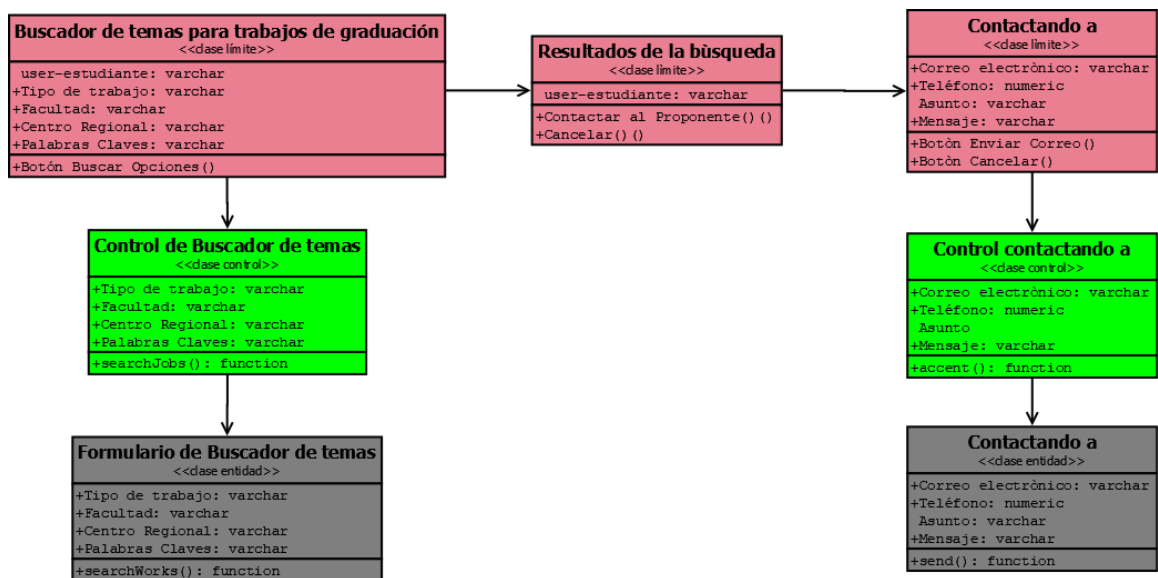 Buscador de temas para trabajos de graduación
<<clase límite>>
user-estudiante: varchar
+Tipo de trabajo: varchar
+Facultad: varchar
+Centro Regional: varchar
+Palabras Claves: varchar
+Botón Buscar Opciones()
Resultados de la bùsqueda
<<clase lìmite>>
user-estudiante: varchar
+Contactar al Proponente()()
+Cancelar()()
Contactando a
<<clase límite>>
+Correo electrònico: varchar
+Teléfono: numeric
Asunto: varchar
+Mensaje: varchar
+Botòn Enviar Correo()
+Botòn Cancelar()
Control de Buscador de temas
<<clase control>>
+Tipo de trabajo: varchar
+Facultad: varchar
+Centro Regional: varchar
+Palabras Claves: varchar
+searchJobs(): function
Control contactando a
<<clase control>>
+Correo electrònico: varchar
+Teléfono: numeric
Asunto
+Mensaje: varchar
+accent(): function
Formulario de Buscador de temas
<<clase entidad>>
+Tipo de trabajo: varchar
+Facultad: varchar
+Centro Regional: varchar
+Palabras Claves: varchar
+searchWorks(): function
Contactando a
<<clase entidad>>
+Correo electrònico: varchar
+Teléfono: numeric
Asunto: varchar
+Mensaje: varchar
+send(): function